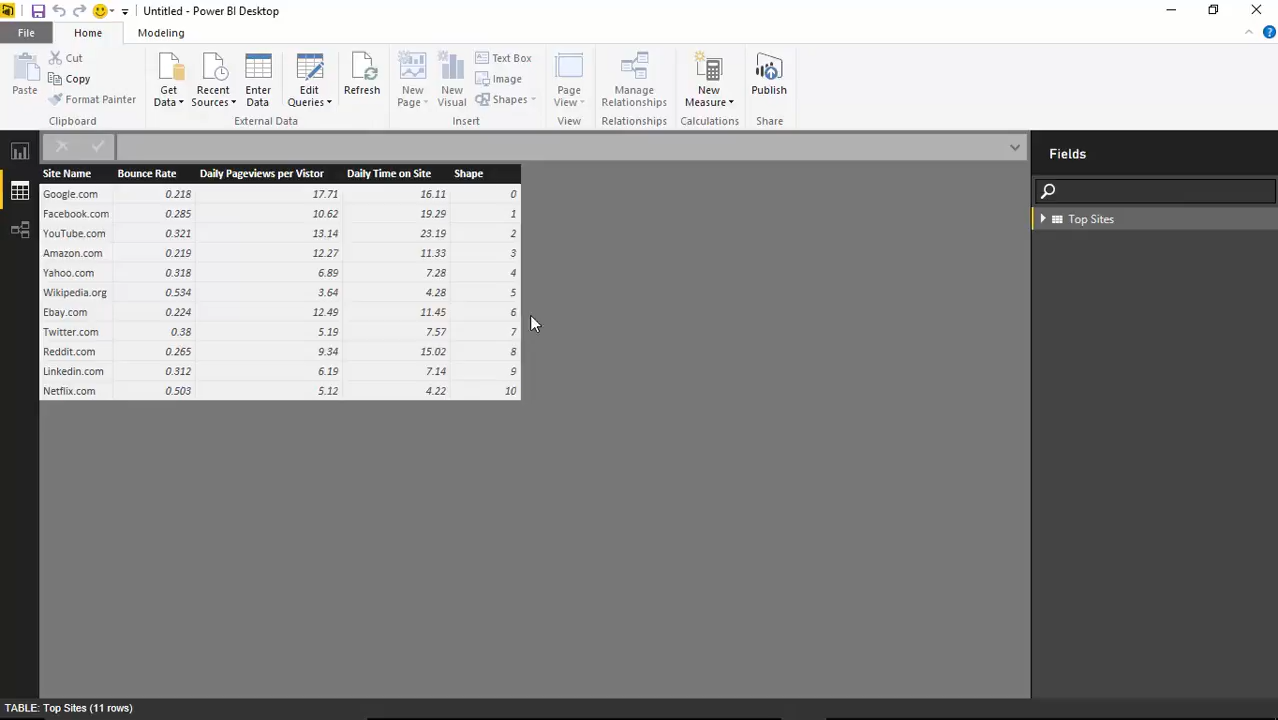 Untitled - Power BI Desktop
File Home Modeling
Paste
Cut
Copy
Format Painter
Clipboard
Get Data
Recent Sources
Enter Data
Edit Queries
Refresh
External Data
New Page
New Visual
Text Box
Image
Shapes
Insert
Page View
View
Manage Relationships
Relationships
New Measure
Calculations
Publish
Share
Site Name Bounce Rate Daily Pageviews per Vistor Daily Time on Site Shape
Google.com 0.218 17.71 16.11 0
Facebook.com 0.285 10.62 19.29 1
YouTube.com 0.321 13.14 23.19 2
Amazon.com 0.219 12.27 11.33 3
Yahoo.com 0.318 6.89 7.28 4
Wikipedia.org 0.534 3.64 4.28 5
Ebay.com 0.224 12.49 11.45 6
Twitter.com 0.38 5.19 7.57 7
Reddit.com 0.265 9.34 15.02 8
Linkedin.com 0.312 6.19 7.14 9
Netflix.com 0.503 5.12 4.22 10
Fields
Top Sites
TABLE: Top Sites (11 rows)